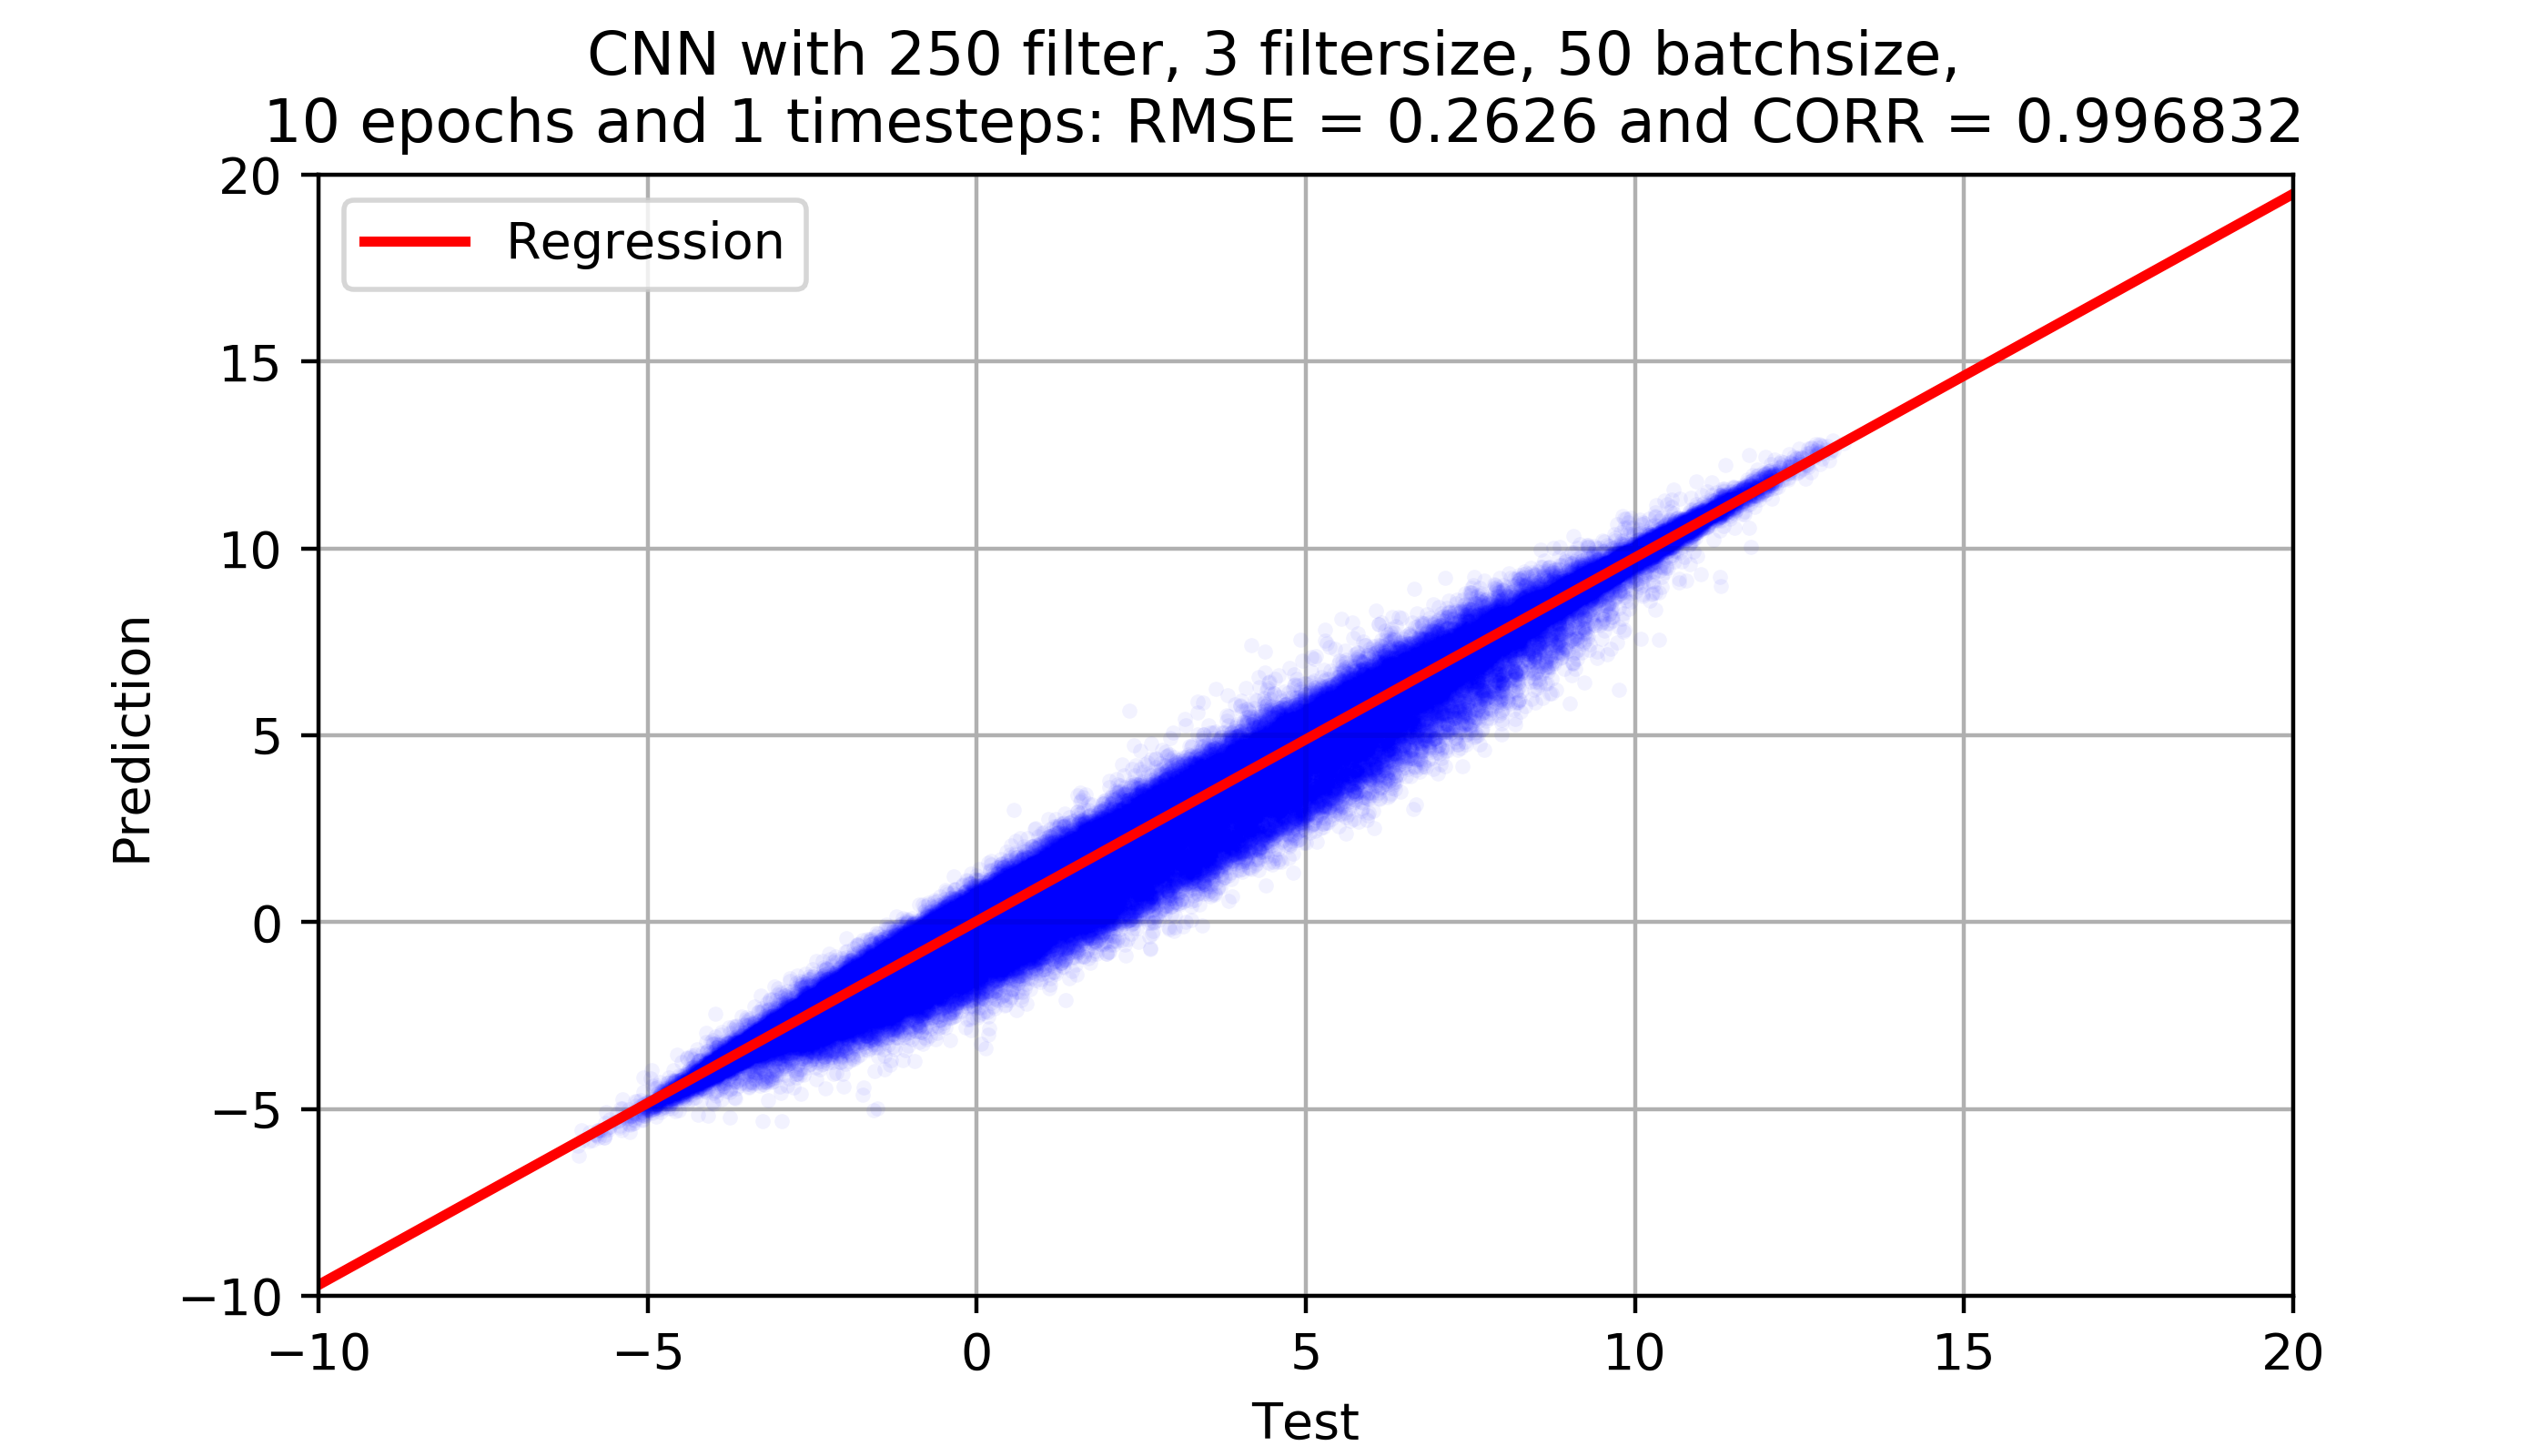 CNN with 250 filter, 3 filtersize, 50 batchsize,
10 epochs and 1 timesteps: RMSE = 0.2626 and CORR = 0.996832
Regression
20
15
10
5
0
−5
−10
Prediction
−10 −5 0 5 10 15 20
Test